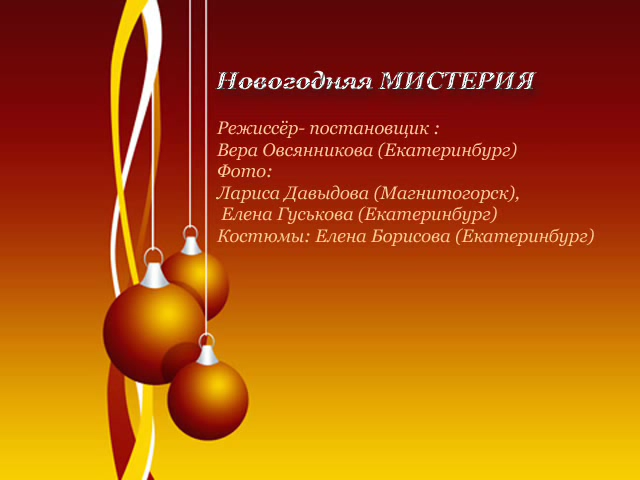 Новогодняя МИСТЕРИЯ
Режиссёр- постановщик :
Вера Овсянникова (Екатеринбург)
Фото:
Лариса Давыдова (Магнитогорск),
Елена Гуськова (Екатеринбург)
Костюмы: Елена Борисова (Екатеринбург)